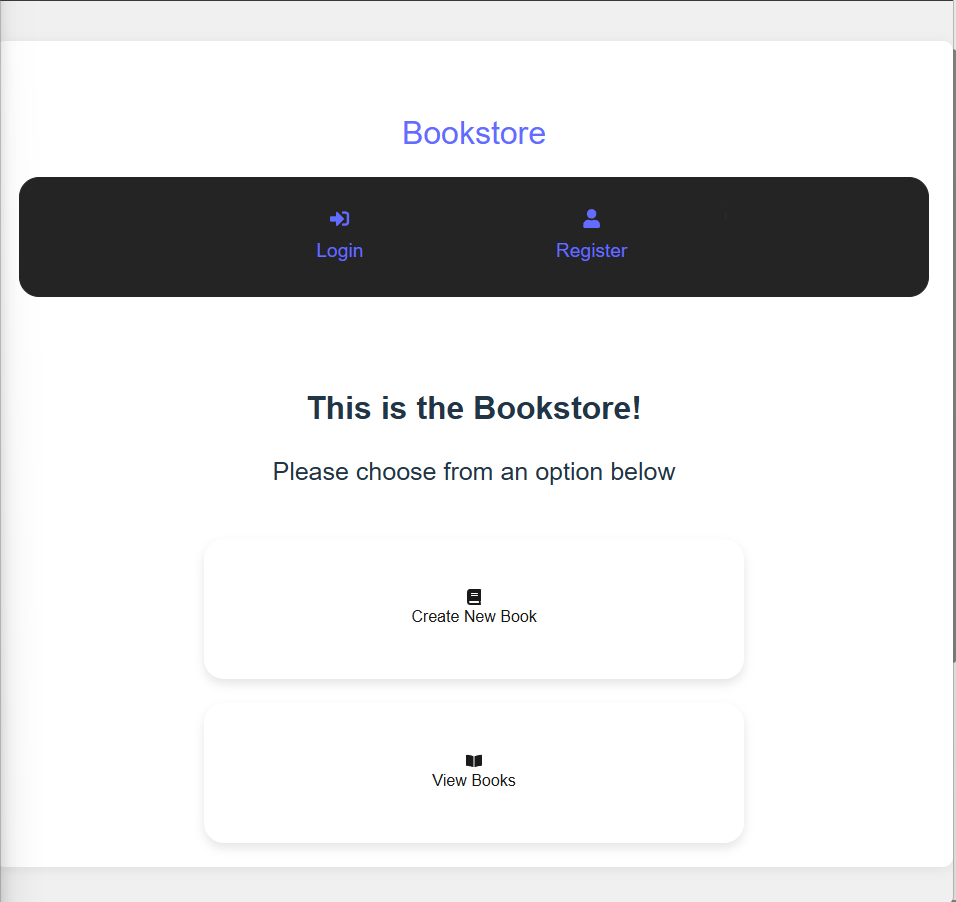 Bookstore
Login Register
This is the Bookstore!
Please choose from an option below
Create New Book
View Books